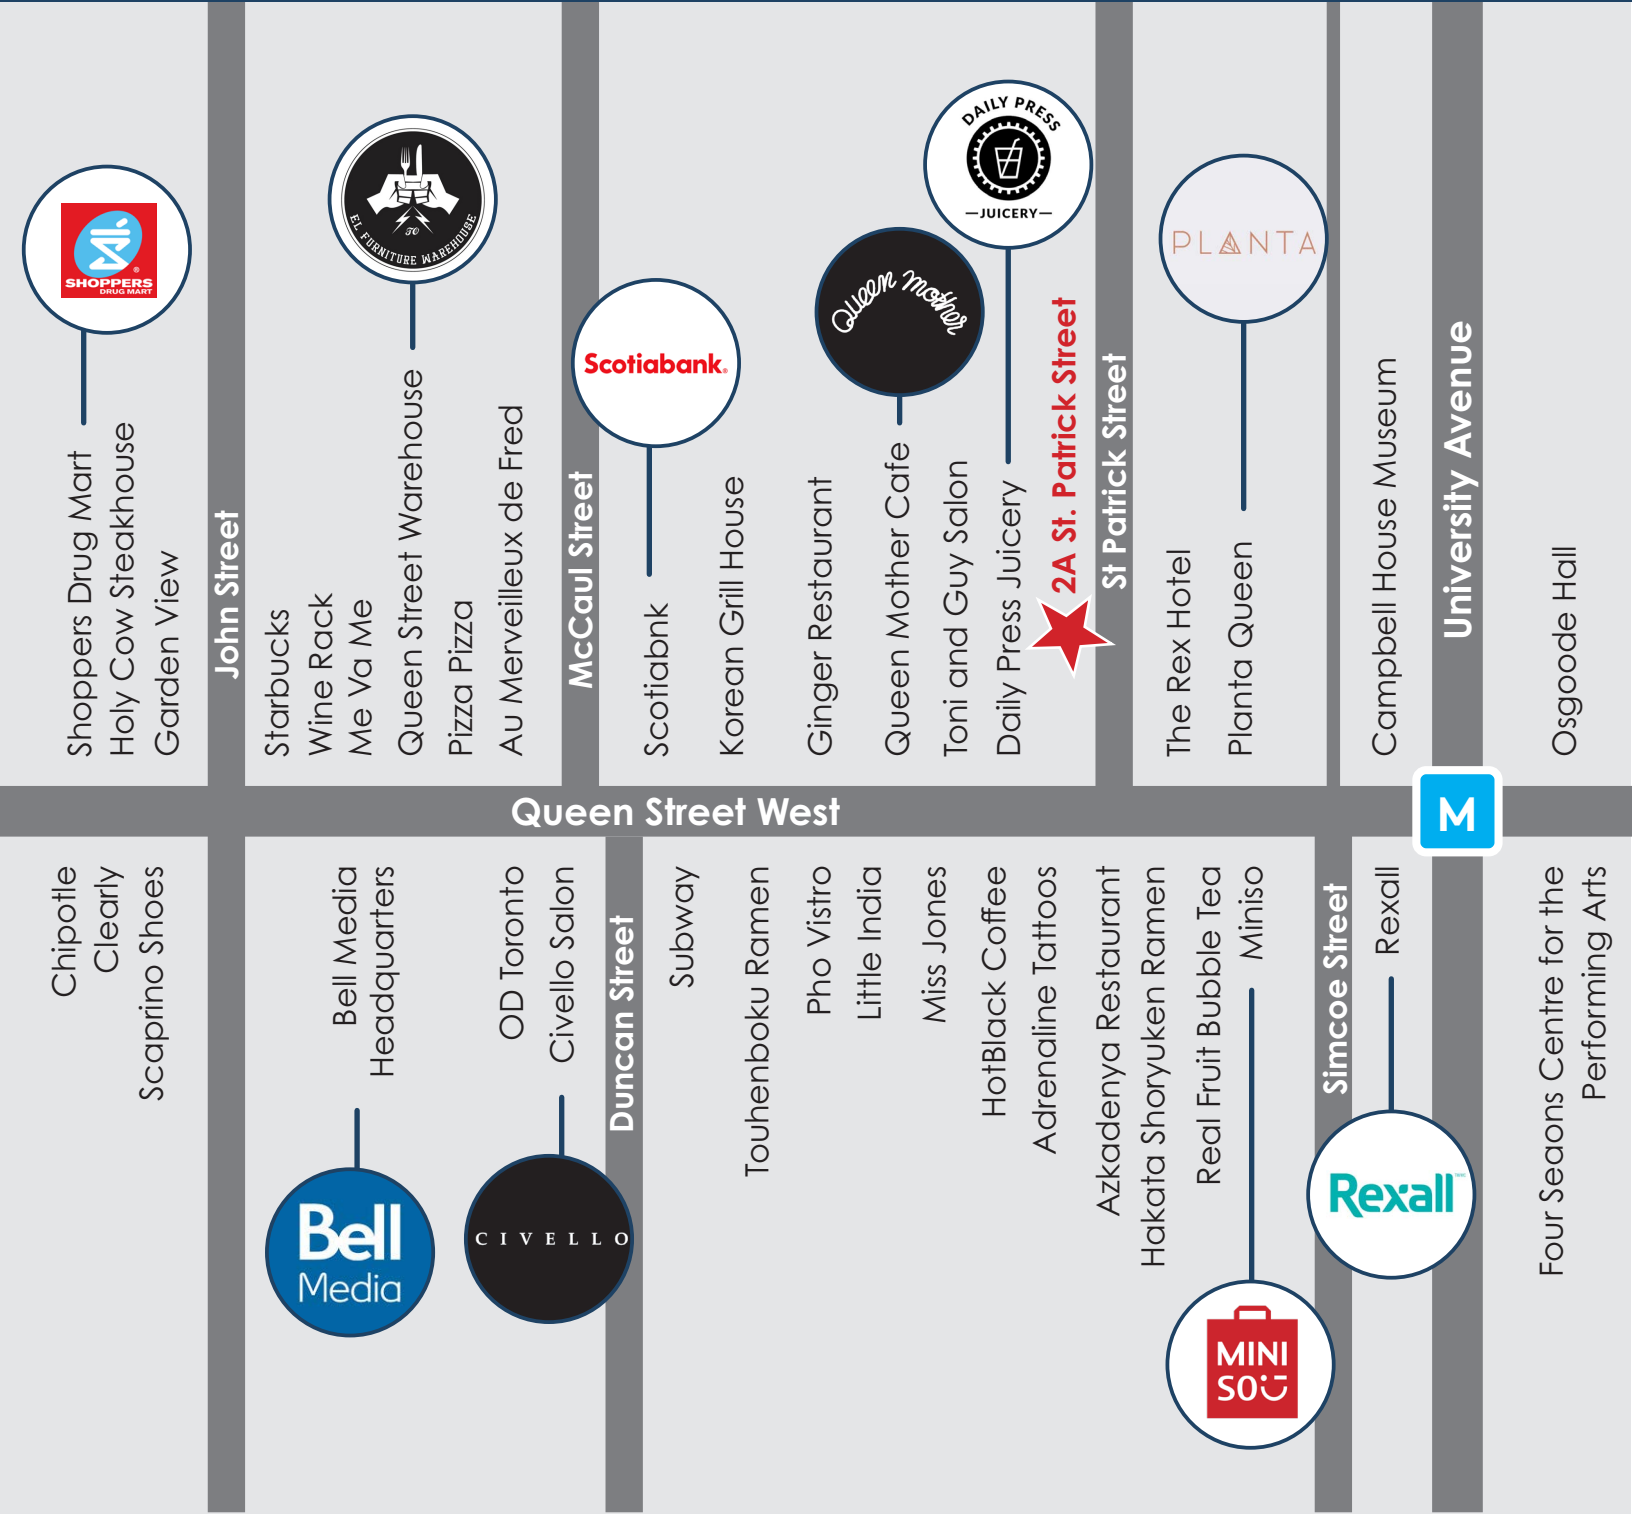 SHOPPERS
DRUG MART
EL FURNITURE WAREHOUSE
TO
Scotiabank
Queen Mother
DAILY PRESS
JUICERY
PLANTA
Shoppers Drug Mart
Holy Cow Steakhouse
Garden View
John Street
Starbucks
Wine Rack
Me Va Me
Queen Street Warehouse
Pizza Pizza
Au Merveilleux de Fred
McCaul Street
Scotiabnk
Korean Grill House
Ginger Restaurant
Queen Mother Cafe
Toni and Guy Salon
Daily Press Juicery
2A St. Patrick Street
St Patrick Street
The Rex Hotel
Planta Queen
Campbell House Museum
University Avenue
Osgoode Hall
Queen Street West
M
Chipotle
Clearly
Scaprino Shoes
Bell Media
Headquarters
OD Toronto
Civello Salon
Duncan Street
Subway
Touhenboku Ramen
Pho Vistro
Little India
Miss Jones
HotBlack Coffee
Adrenaline Tattoos
Azkadenya Restaurant
Hakata Shoryuken Ramen
Real Fruit Bubble Tea
Miniso
Simcoe Street
Rexall
Four Seaons Centre for the
Performing Arts
Bell
Media
CIVELLO
Rexall
MINI
SO